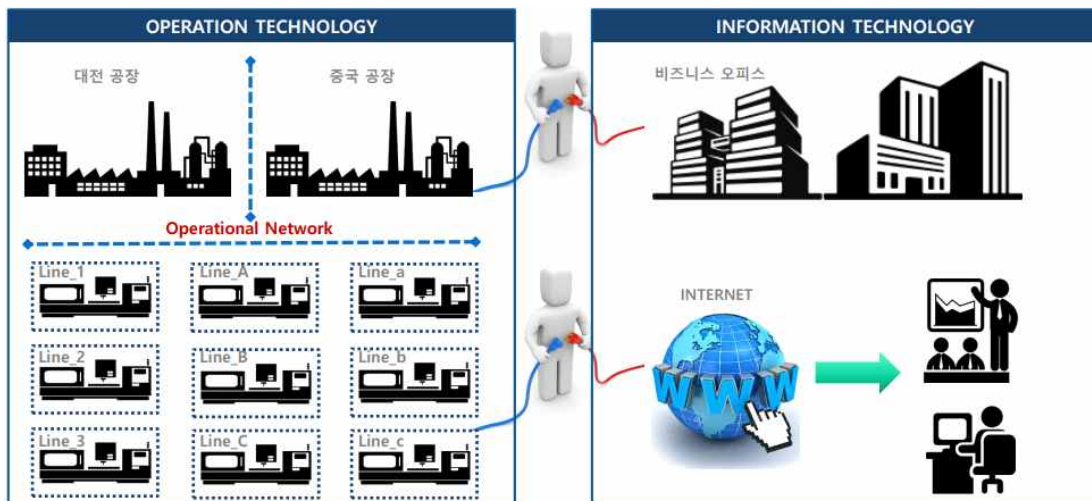 OPERATION TECHNOLOGY
대전 공장
중국 공장
Operational Network
Line_1
Line_A
Line_a
Line_2
Line_B
Line_b
Line_3
Line_C
Line_c
INFORMATION TECHNOLOGY
비즈니스 오피스
INTERNET
WWW